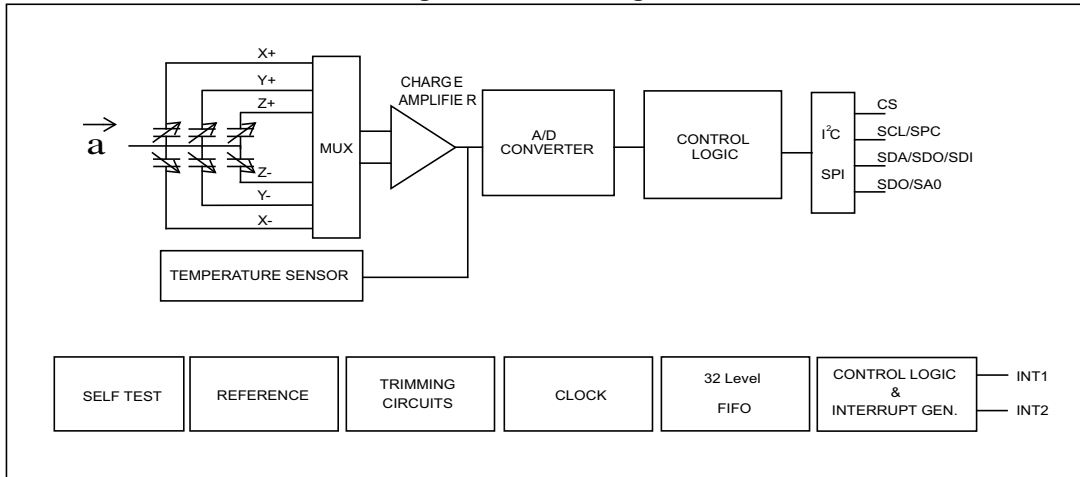 X+
Y+
Z+
CHARGE
AMPLIFIER
a
MUX
A/D
CONVERTER
CONTROL
LOGIC
I²C
SPI
CS
SCL/SPC
SDA/SDO/SDI
SDO/SA0
Z-
Y-
X-
TEMPERATURE SENSOR
SELF TEST
REFERENCE
TRIMMING
CIRCUITS
CLOCK
32 Level
FIFO
CONTROL LOGIC
&
INTERRUPT GEN.
INT1
INT2